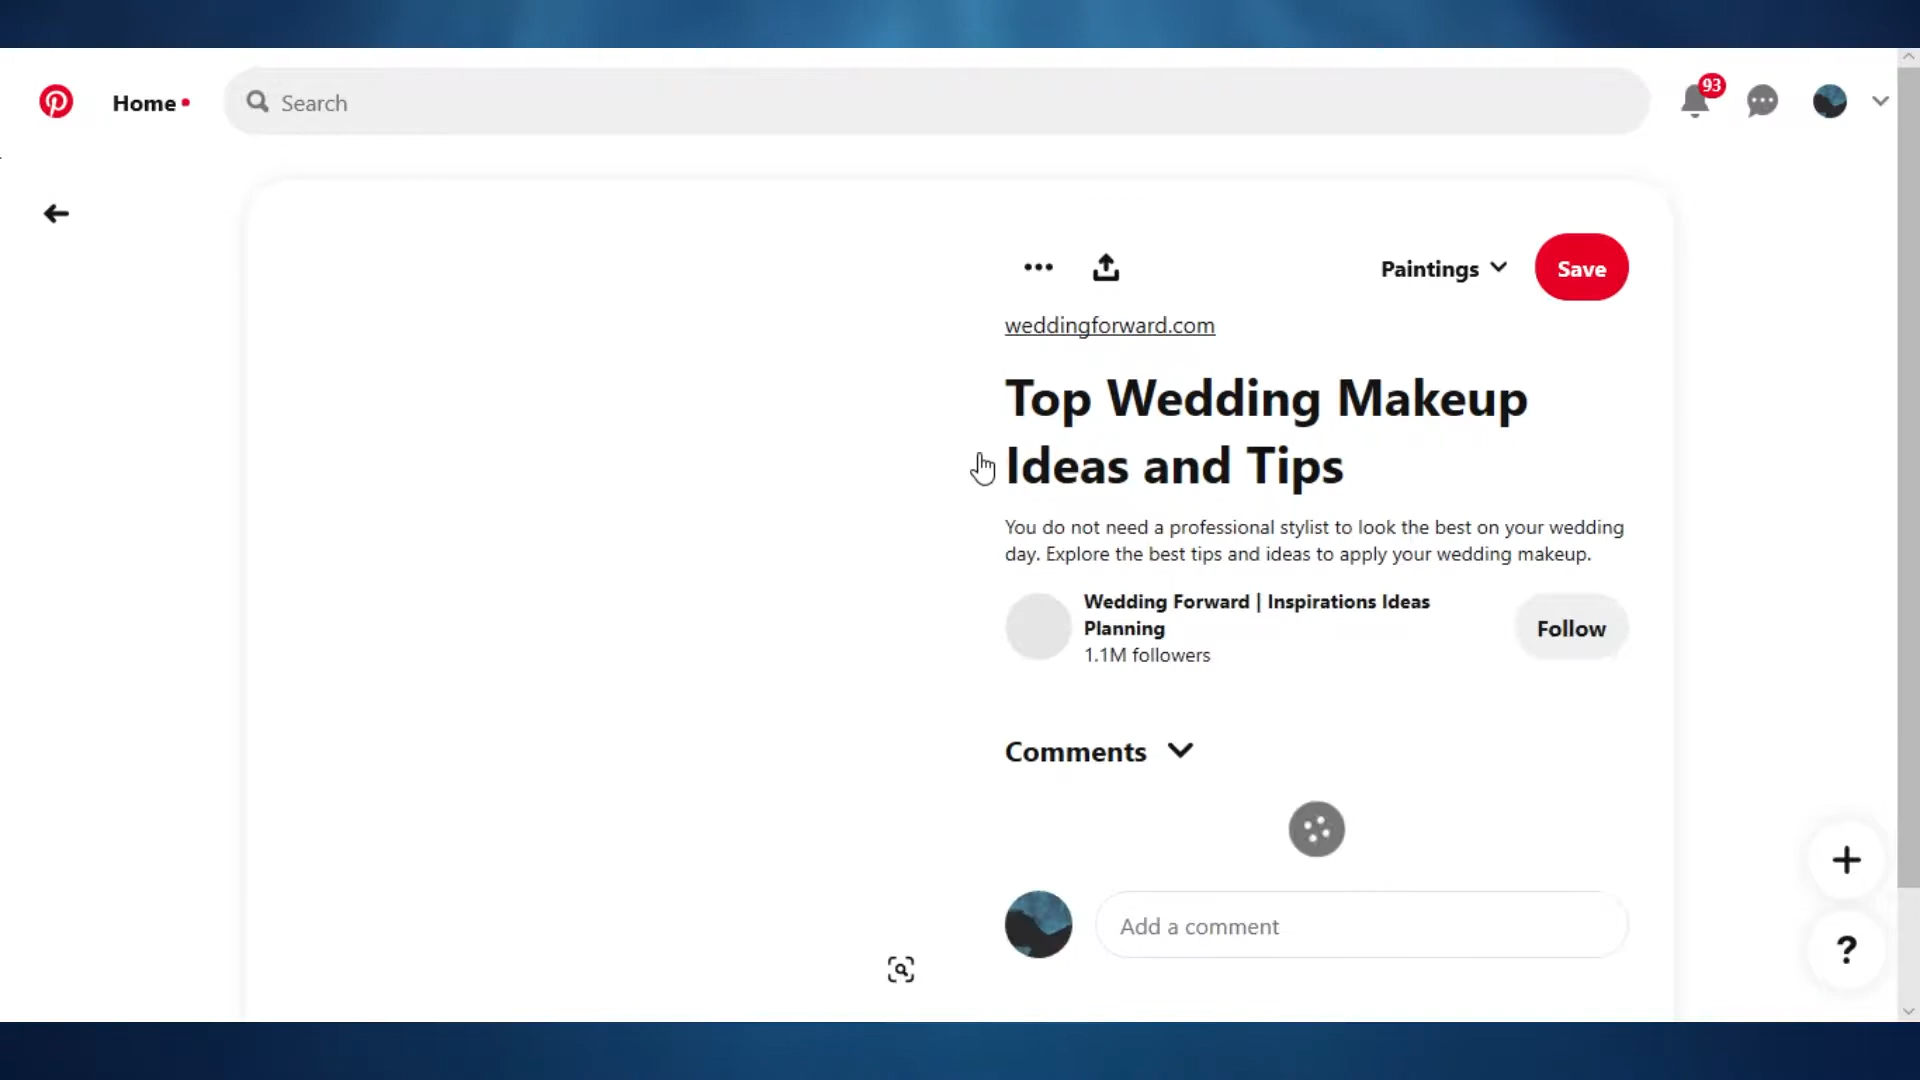 Home
Search
93
Paintings
Save
weddingforward.com
Top Wedding Makeup
Ideas and Tips
You do not need a professional stylist to look the best on your wedding
day. Explore the best tips and ideas to apply your wedding makeup.
Wedding Forward | Inspirations Ideas
Planning
1.1M followers
Follow
Comments
Add a comment
?